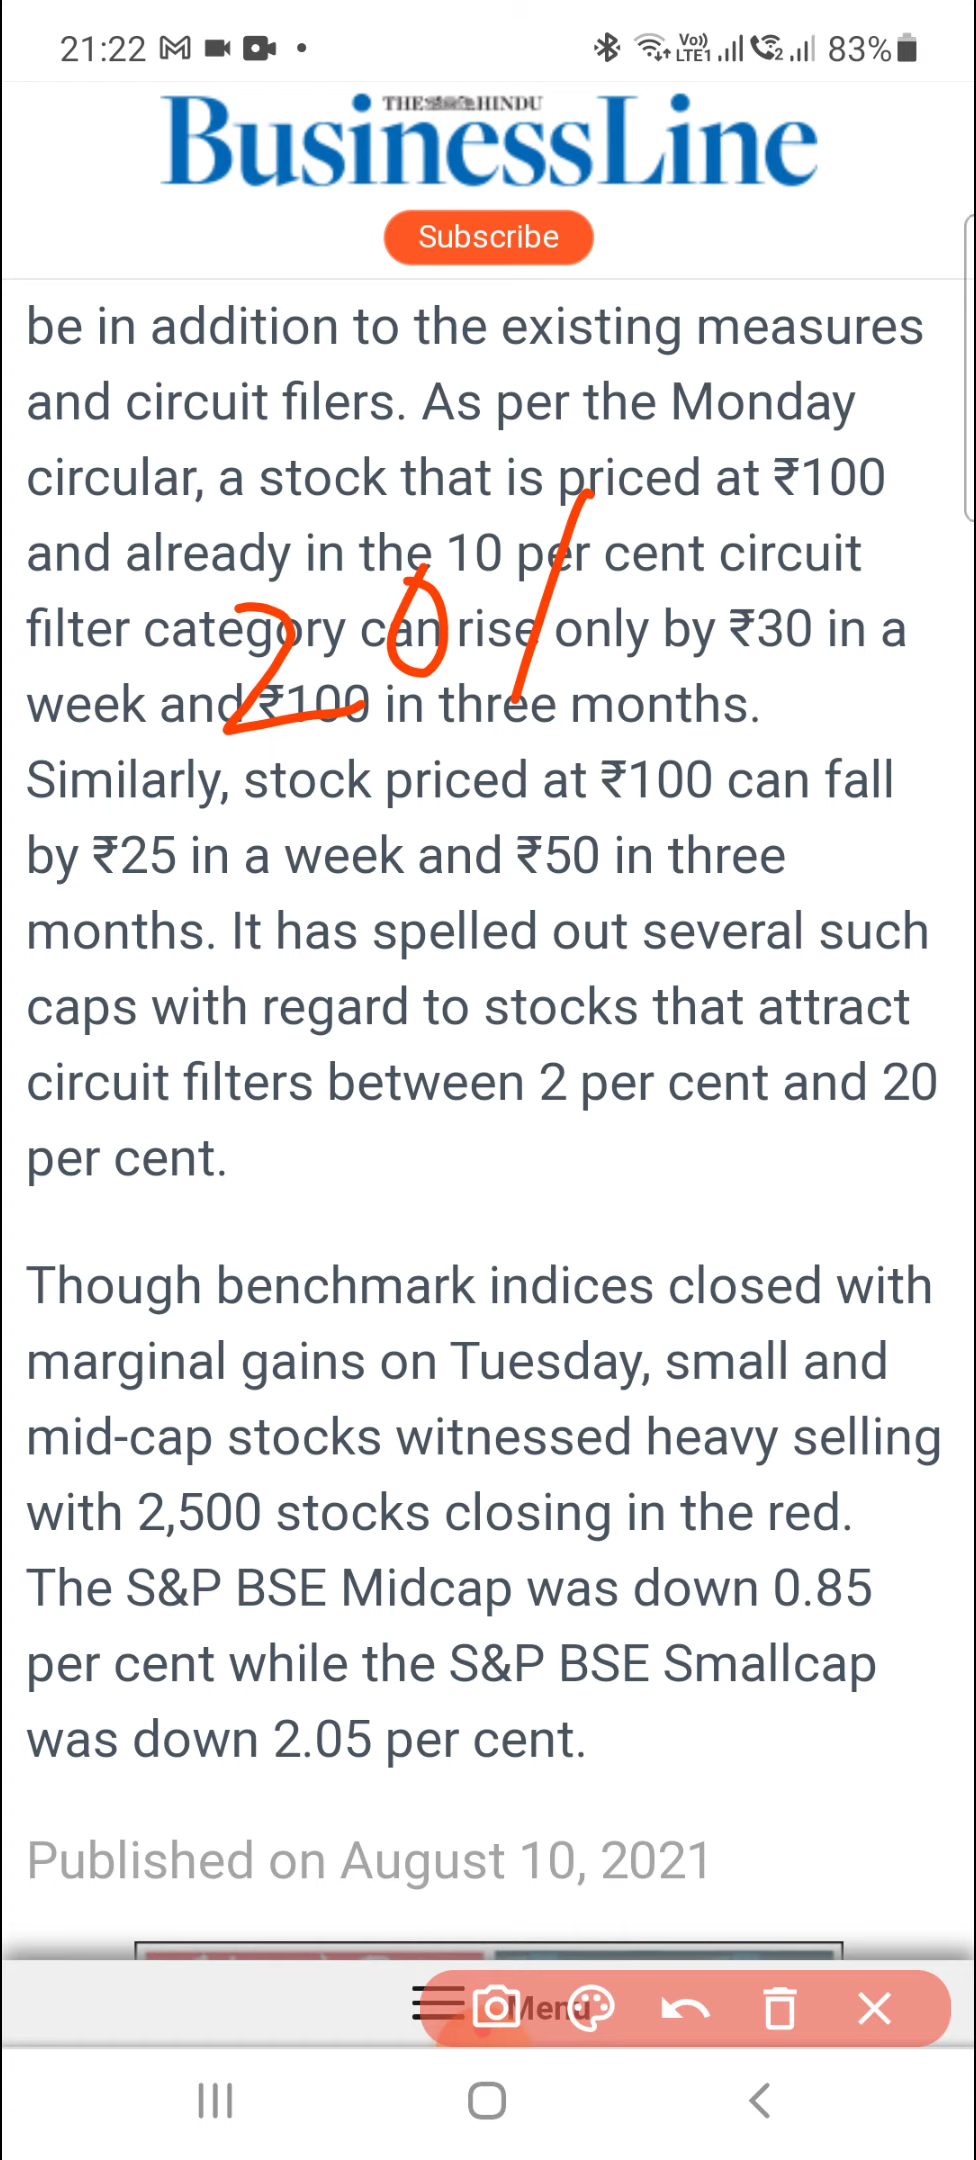 21:22
Vo))
LTE1
2
83%
THE HINDU
BusinessLine
Subscribe
be in addition to the existing measures
and circuit filers. As per the Monday
circular, a stock that is priced at ₹100
and already in the 10 per cent circuit
filter category can rise only by ₹30 in a
week and ₹100 in three months.
Similarly, stock priced at ₹100 can fall
by ₹25 in a week and ₹50 in three
months. It has spelled out several such
caps with regard to stocks that attract
circuit filters between 2 per cent and 20
per cent.
20/
Though benchmark indices closed with
marginal gains on Tuesday, small and
mid-cap stocks witnessed heavy selling
with 2,500 stocks closing in the red.
The S&P BSE Midcap was down 0.85
per cent while the S&P BSE Smallcap
was down 2.05 per cent.
Published on August 10, 2021
Menu